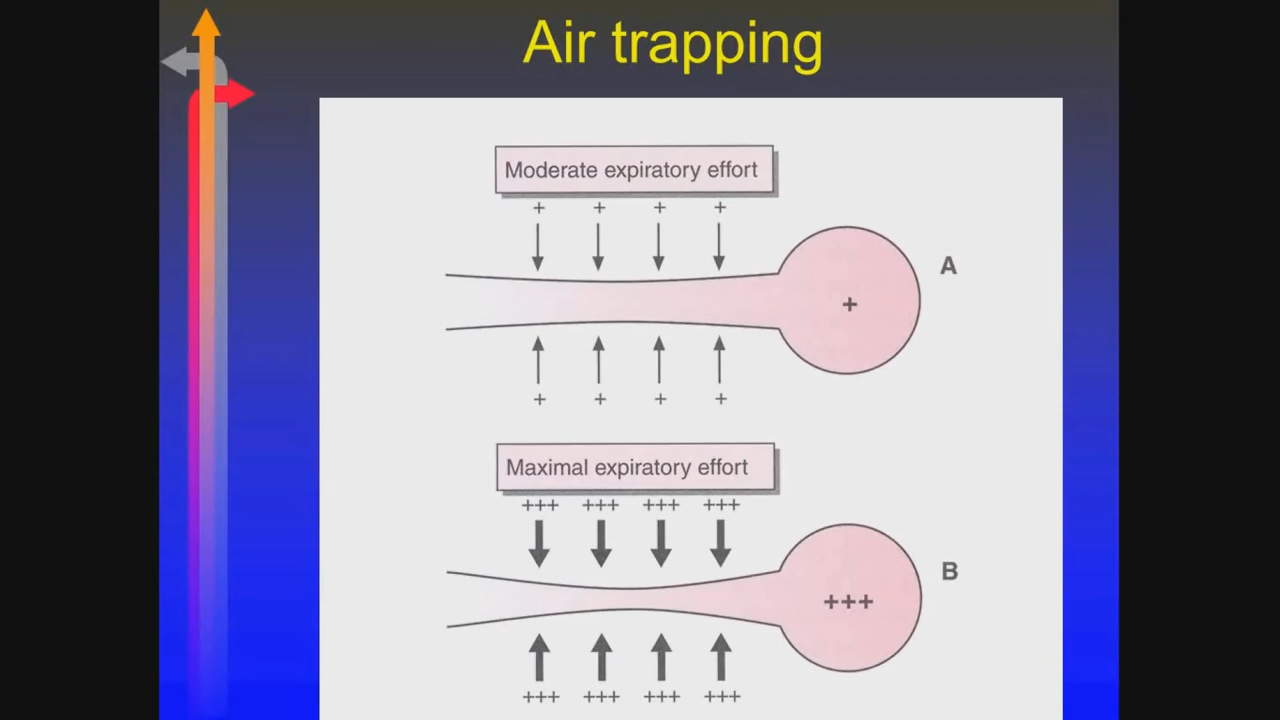 Air trapping
Moderate expiratory effort
+ + + +
A
+
+ + + +
Maximal expiratory effort
+++ +++ +++ +++
B
+++
+++ +++ +++ +++